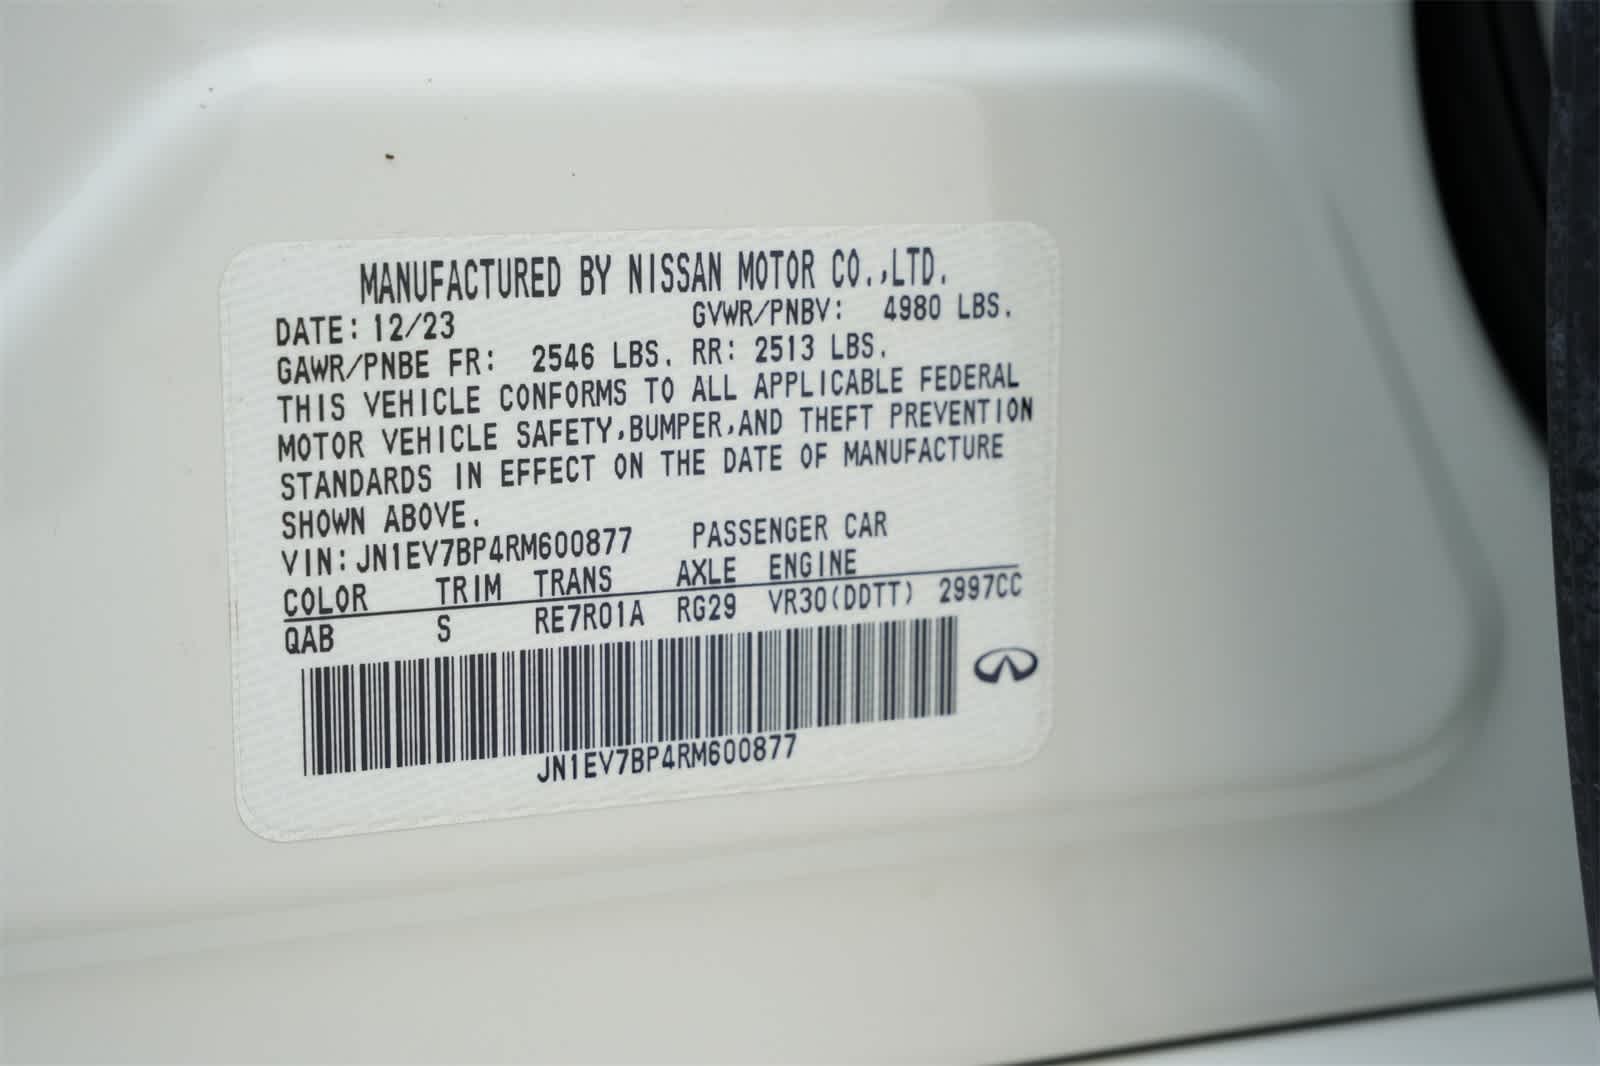 MANUFACTURED BY NISSAN MOTOR CO.,LTD.
DATE: 12/23 GVWR/PNBV: 4980 LBS.
GAWR/PNBE FR: 2546 LBS. RR: 2513 LBS.
THIS VEHICLE CONFORMS TO ALL APPLICABLE FEDERAL
MOTOR VEHICLE SAFETY,BUMPER,AND THEFT PREVENTION
STANDARDS IN EFFECT ON THE DATE OF MANUFACTURE
SHOWN ABOVE.
VIN:JN1EV7BP4RM600877 PASSENGER CAR
COLOR TRIM TRANS AXLE ENGINE
QAB S RE7R01A RG29 VR30(DDTT) 2997CC
JN1EV7BP4RM600877